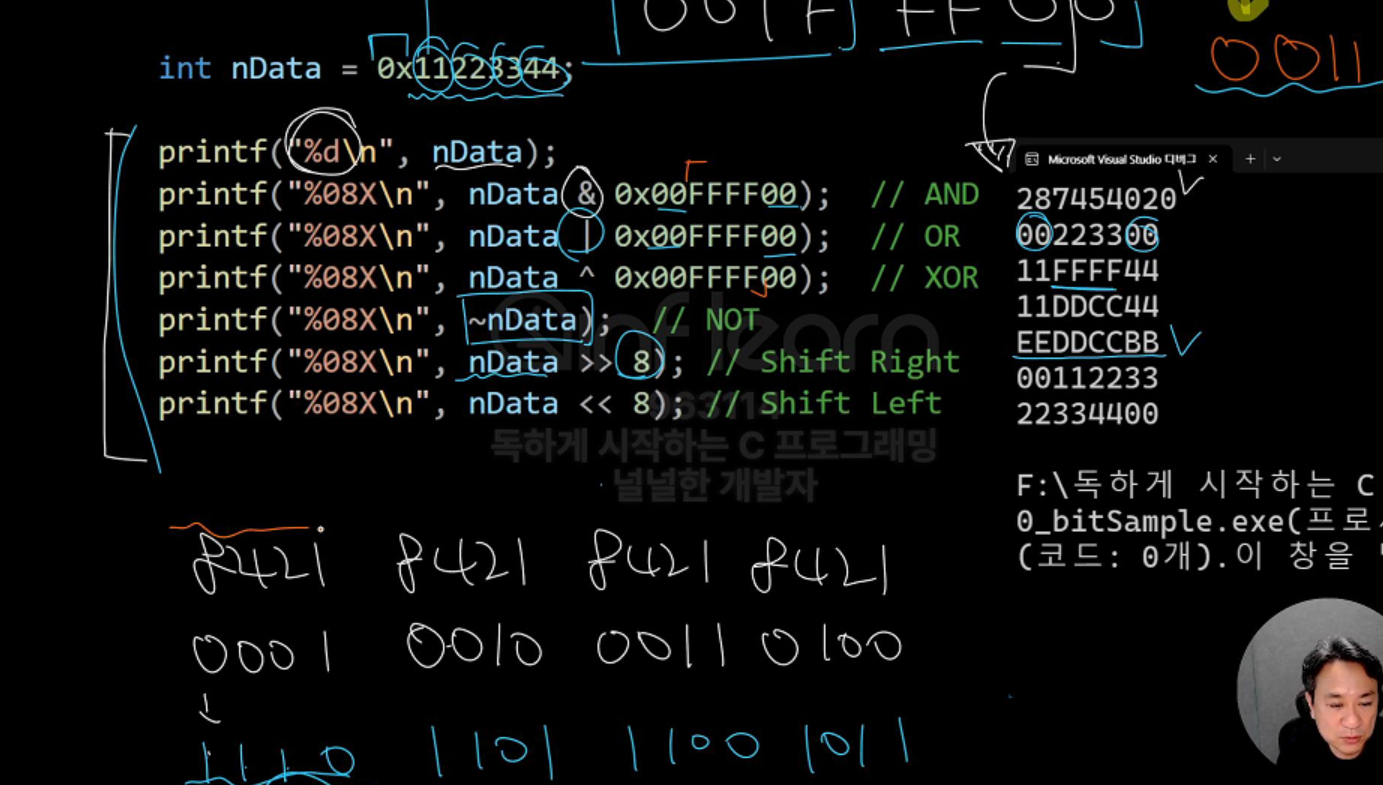 00FF FF 00
0011
int nData = 0x11223344;
printf("%d\n", nData);
printf("%08X\n", nData & 0x00FFFF00); // AND
printf("%08X\n", nData | 0x00FFFF00); // OR
printf("%08X\n", nData ^ 0x00FFFF00); // XOR
printf("%08X\n", ~nData); // NOT
printf("%08X\n", nData >> 8); // Shift Right
printf("%08X\n", nData << 8); // Shift Left
inflearn
963114
독하게 시작하는 C 프로그래밍
널널한 개발자
Microsoft Visual Studio 디버그
287454020
00223300
11FFFF44
11DDCC44
EEDDCCBB
00112233
22334400
F:\독하게 시작하는 C
0_bitSample.exe(프로
(코드: 0개).이 창을
8421 8421 8421 8421
0001 0010 0011 0100
1110 1101 1100 1011